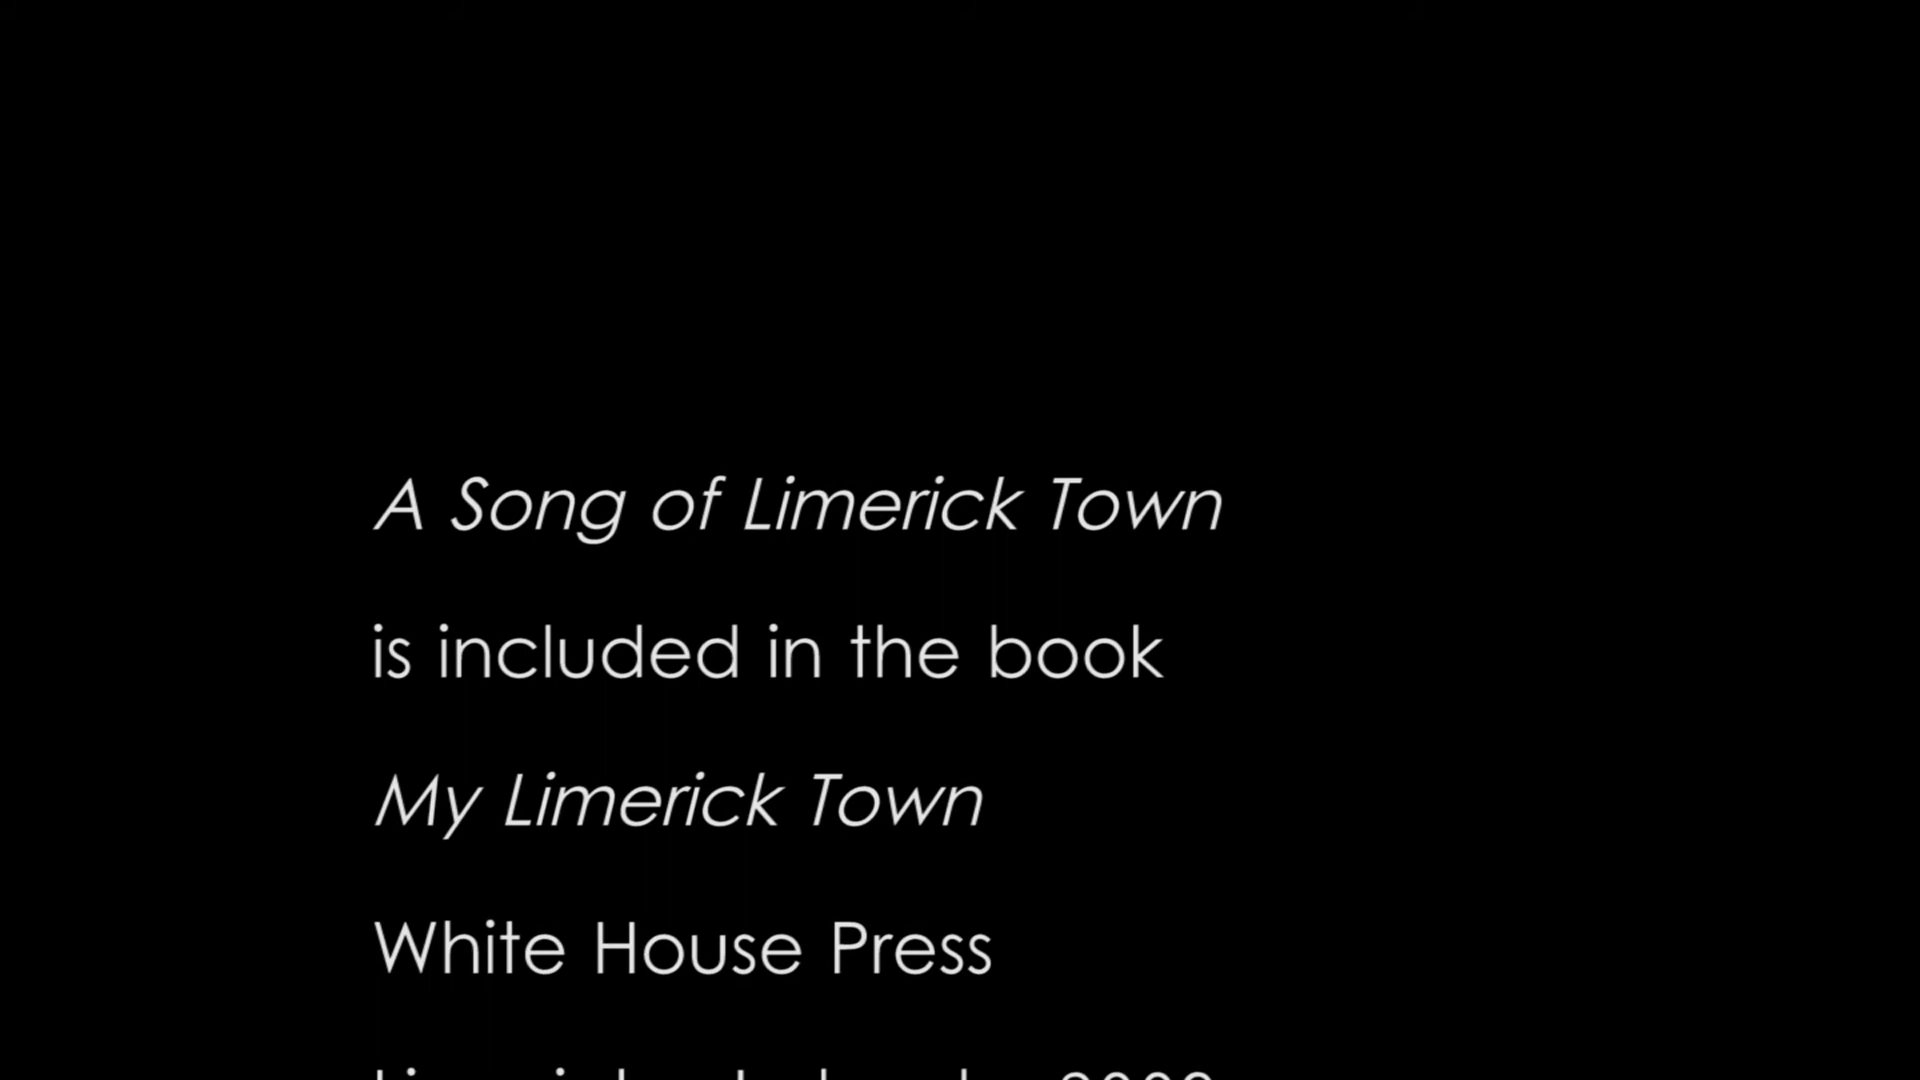 A Song of Limerick Town
is included in the book
My Limerick Town
White House Press